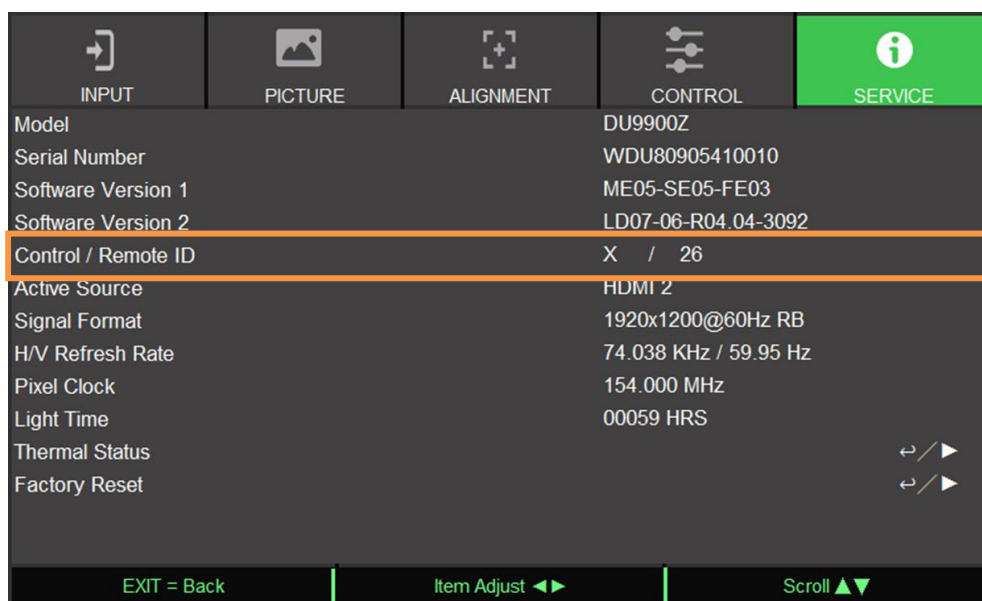 INPUT PICTURE ALIGNMENT CONTROL SERVICE
Model DU9900Z
Serial Number WDU80905410010
Software Version 1 ME05-SE05-FE03
Software Version 2 LD07-06-R04.04-3092
Control / Remote ID X / 26
Active Source HDMI 2
Signal Format 1920x1200@60Hz RB
H/V Refresh Rate 74.038 KHz / 59.95 Hz
Pixel Clock 154.000 MHz
Light Time 00059 HRS
Thermal Status ↩/▶
Factory Reset ↩/▶
EXIT = Back Item Adjust ◀▶ Scroll ▲▼